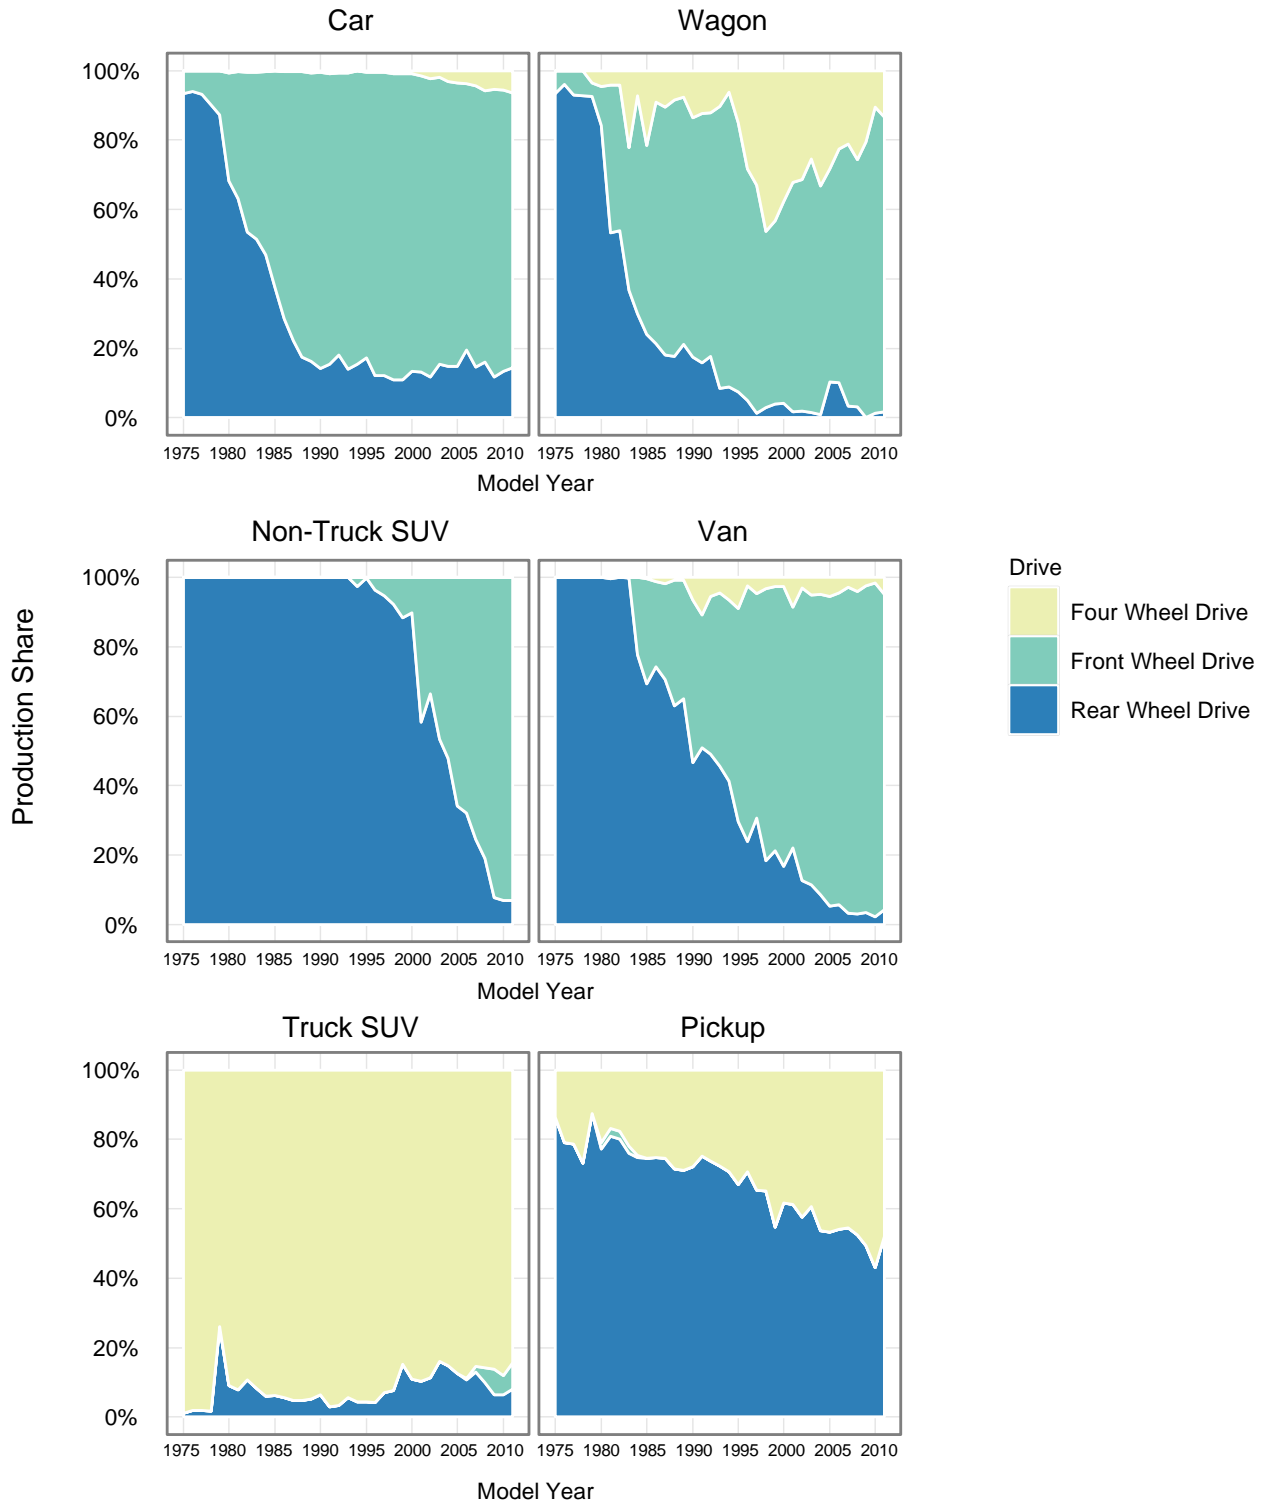 Car Wagon
100%
80%
60%
40%
20%
0%
1975 1980 1985 1990 1995 2000 2005 2010 1975 1980 1985 1990 1995 2000 2005 2010
Model Year
Non-Truck SUV Van
100%
80%
60%
40%
20%
0%
1975 1980 1985 1990 1995 2000 2005 2010 1975 1980 1985 1990 1995 2000 2005 2010
Model Year
Truck SUV Pickup
100%
80%
60%
40%
20%
0%
1975 1980 1985 1990 1995 2000 2005 2010 1975 1980 1985 1990 1995 2000 2005 2010
Model Year
Production Share
Drive
Four Wheel Drive
Front Wheel Drive
Rear Wheel Drive